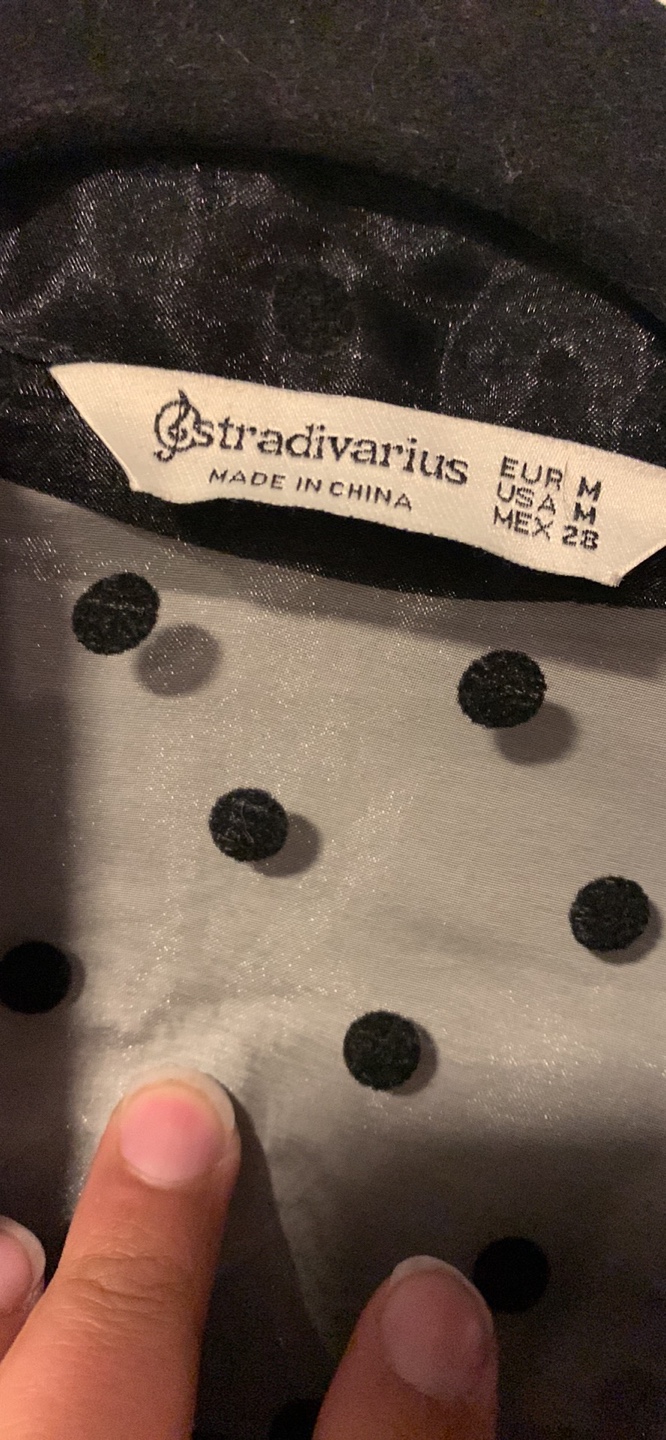 stradivarius
MADE IN CHINA
EUR M
USA M
MEX 28